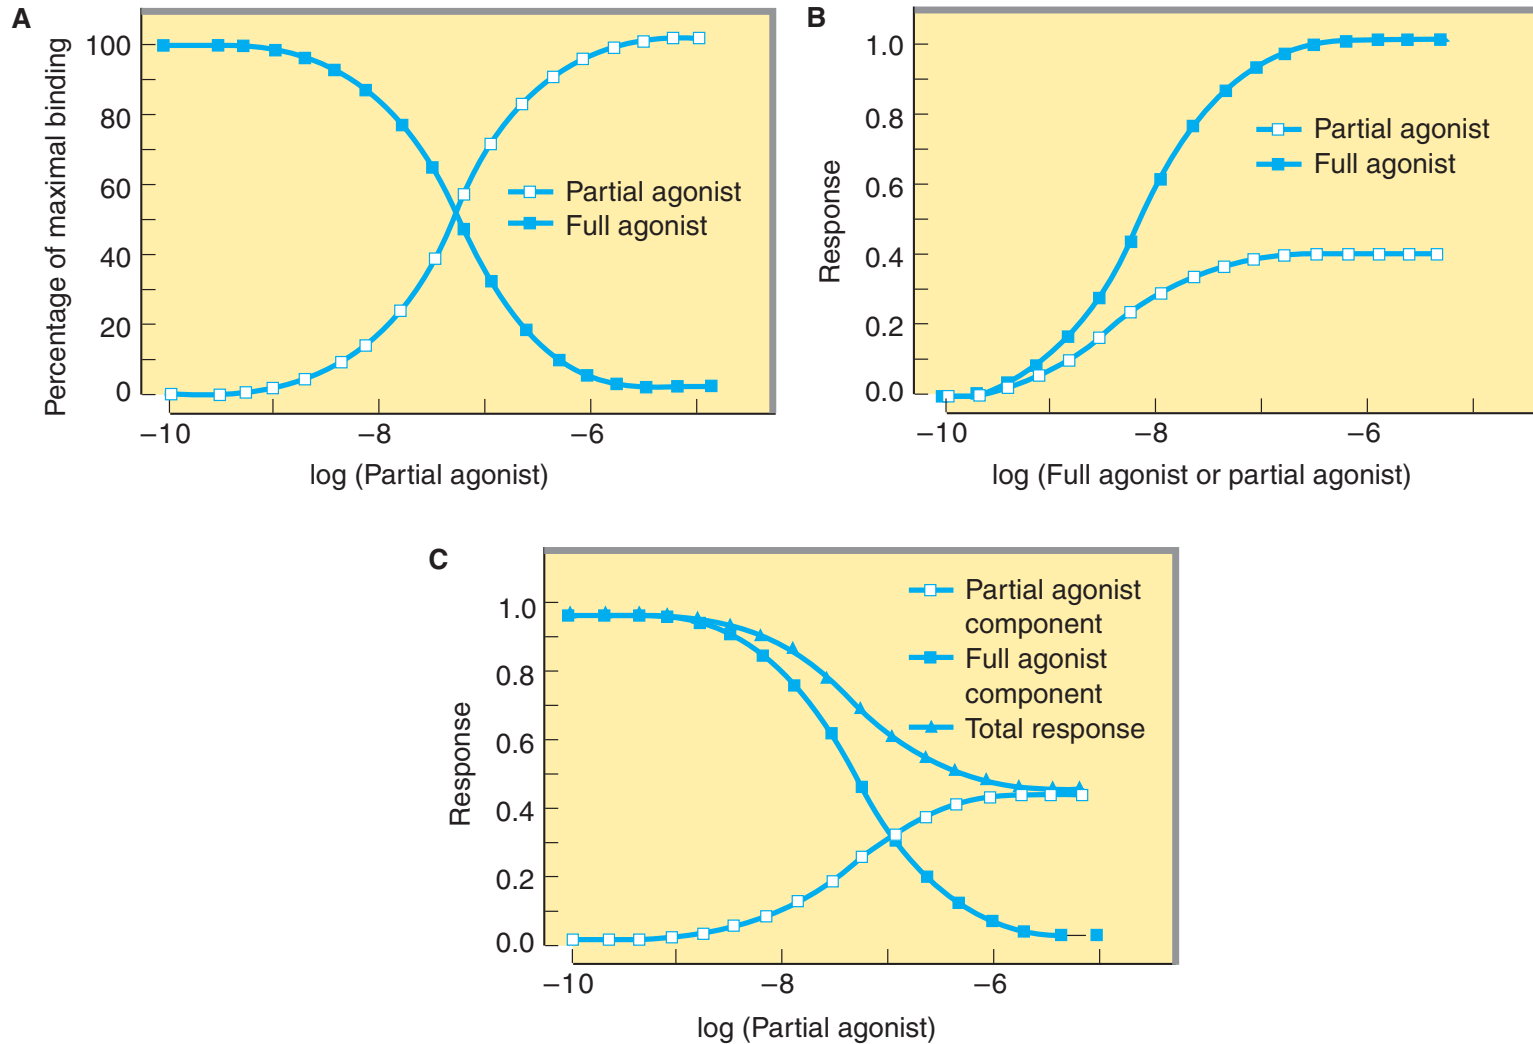 A
Percentage of maximal binding
100
80
60
40
20
0
Partial agonist
Full agonist
−10
−8
−6
log (Partial agonist)
B
Response
1.0
0.8
0.6
0.4
0.2
0.0
Partial agonist
Full agonist
−10
−8
−6
log (Full agonist or partial agonist)
C
Response
1.0
0.8
0.6
0.4
0.2
0.0
Partial agonist
component
Full agonist
component
Total response
−10
−8
−6
log (Partial agonist)